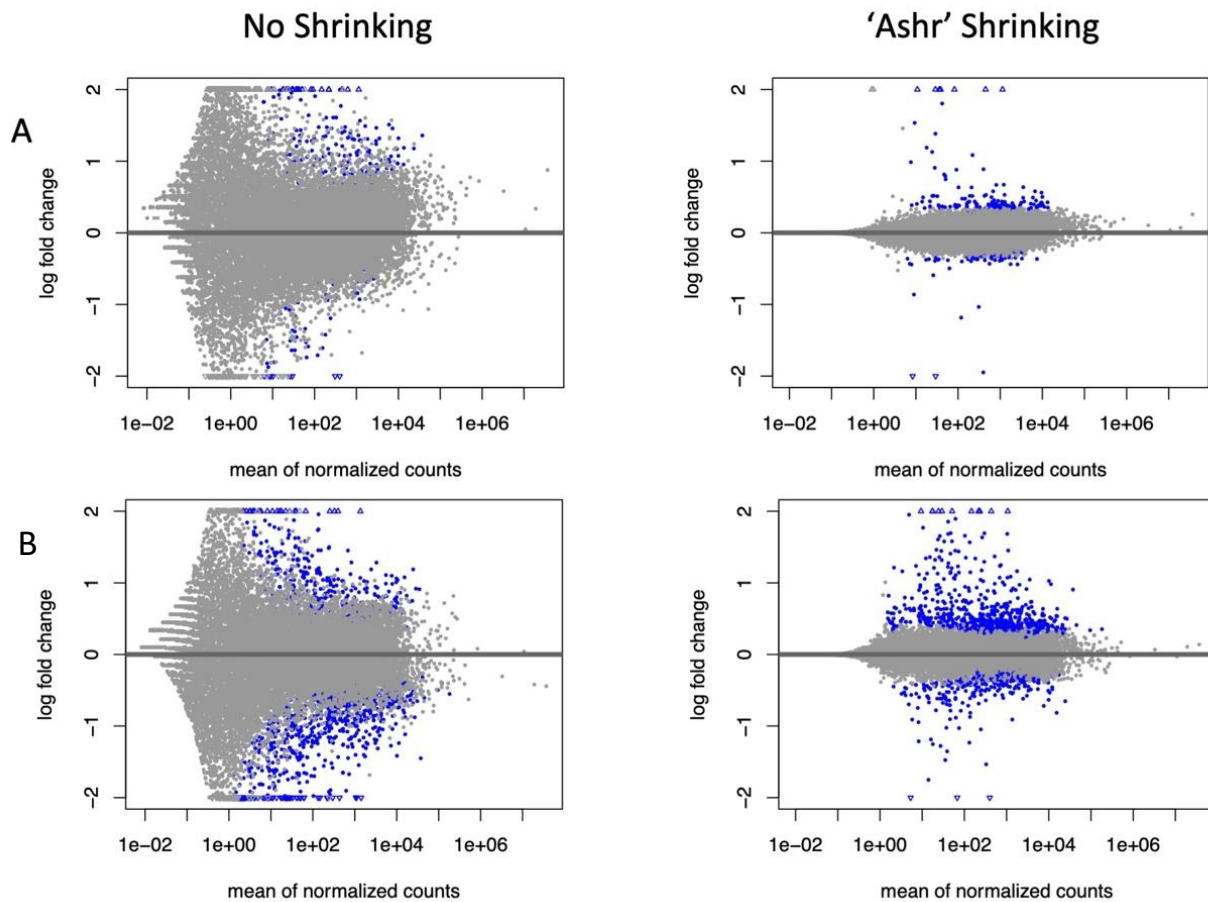 No Shrinking
‘Ashr’ Shrinking
A
log fold change
2
1
0
−1
−2
1e−02 1e+00 1e+02 1e+04 1e+06
mean of normalized counts
log fold change
2
1
0
−1
−2
1e−02 1e+00 1e+02 1e+04 1e+06
mean of normalized counts
B
log fold change
2
1
0
−1
−2
1e−02 1e+00 1e+02 1e+04 1e+06
mean of normalized counts
log fold change
2
1
0
−1
−2
1e−02 1e+00 1e+02 1e+04 1e+06
mean of normalized counts